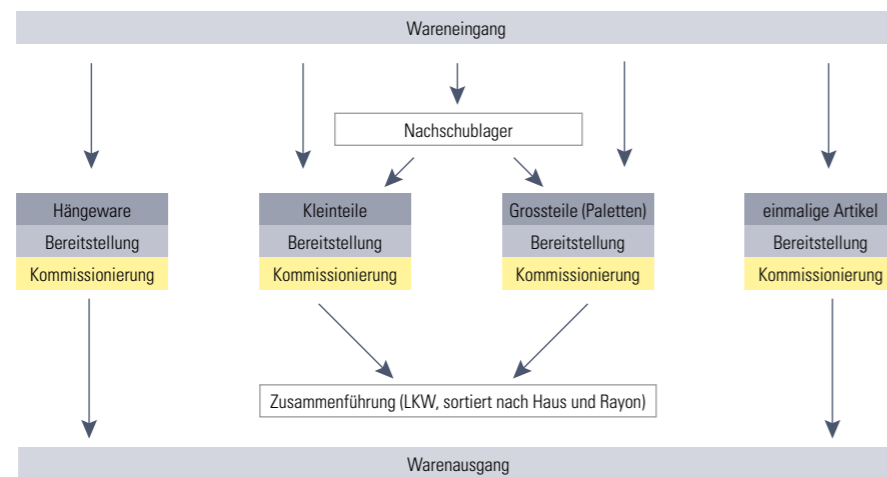 Wareneingang
Nachschublager
Hängeware
Bereitstellung
Kommissionierung
Kleinteile
Bereitstellung
Kommissionierung
Grossteile (Paletten)
Bereitstellung
Kommissionierung
einmalige Artikel
Bereitstellung
Kommissionierung
Zusammenführung (LKW, sortiert nach Haus und Rayon)
Warenausgang